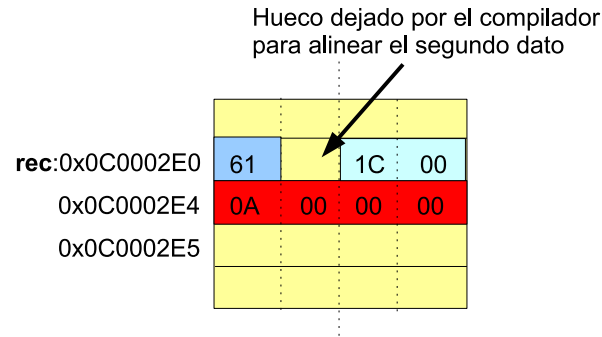 Hueco dejado por el compilador
para alinear el segundo dato
rec:0x0C0002E0 61 1C 00
0x0C0002E4 0A 00 00 00
0x0C0002E5